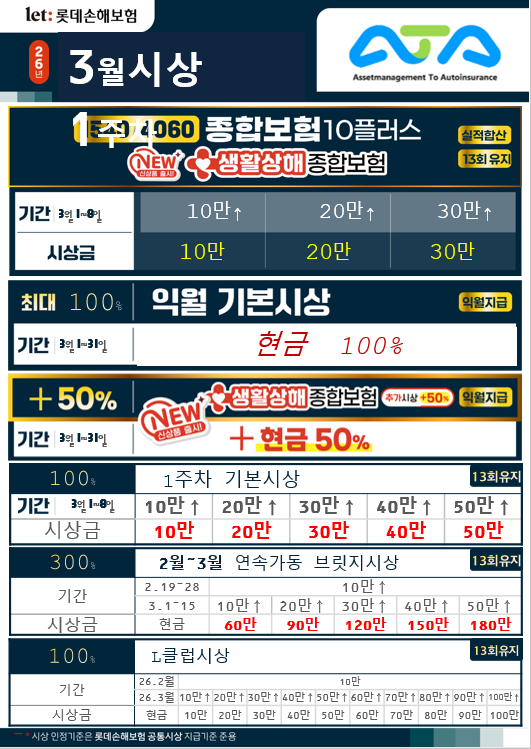 let: 롯데손해보험
26년
3월시상
1주차
ATA
Assetmanagement To Autoinsurance
4060 종합보험10플러스
실적합산
NEW 신상품 출시! 생활상해종합보험
13회 유지
기간 3월 1~8일 10만↑ 20만↑ 30만↑
시상금 10만 20만 30만
최대 100% 익월 기본시상 익월지급
기간 3월 1~31일 현금 100%
+50% NEW 신상품 출시! 생활상해종합보험 추가시상 +50% 익월지급
기간 3월 1~31일 + 현금 50%
100% 1주차 기본시상 13회유지
기간 3월 1~8일 10만↑ 20만↑ 30만↑ 40만↑ 50만↑
시상금 10만 20만 30만 40만 50만
300% 2월~3월 연속가동 브릿지시상 13회유지
기간 2.19~28 10만↑
3.1~15 10만↑ 20만↑ 30만↑ 40만↑ 50만↑
시상금 현금 60만 90만 120만 150만 180만
100% L클럽시상 13회유지
기간 26.2월 10만
26.3월 10만↑ 20만↑ 30만↑ 40만↑ 50만↑ 60만↑ 70만↑ 80만↑ 90만↑ 100만↑
시상금 현금 10만 20만 30만 40만 50만 60만 70만 80만 90만 100만
* 시상 인정기준은 롯데손해보험 공통시상 지급기준 준용